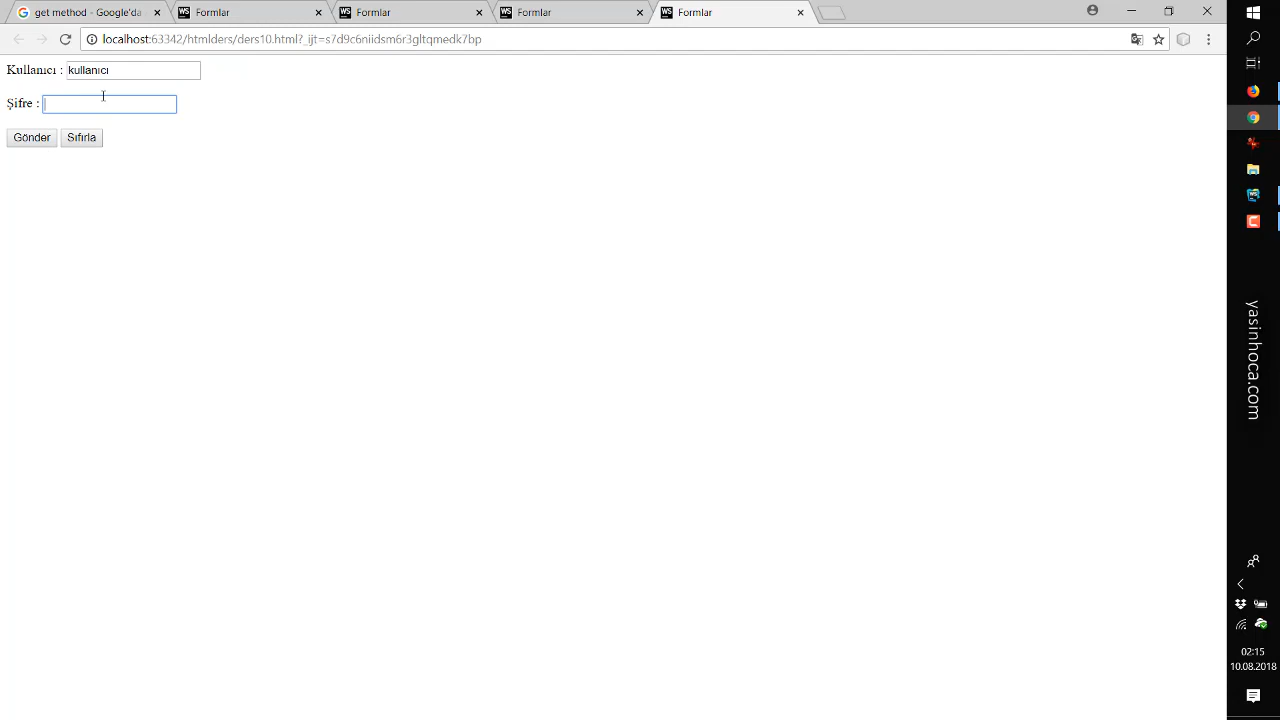 get method - Google'da
Formlar
Formlar
Formlar
Formlar
localhost:63342/htmlders/ders10.html?_ijt=s7d9c6niidsm6r3gltqmedk7bp
Kullanıcı : kullanıcı
Şifre :
Gönder Sıfırla
yasinhoca.com
02:15
10.08.2018